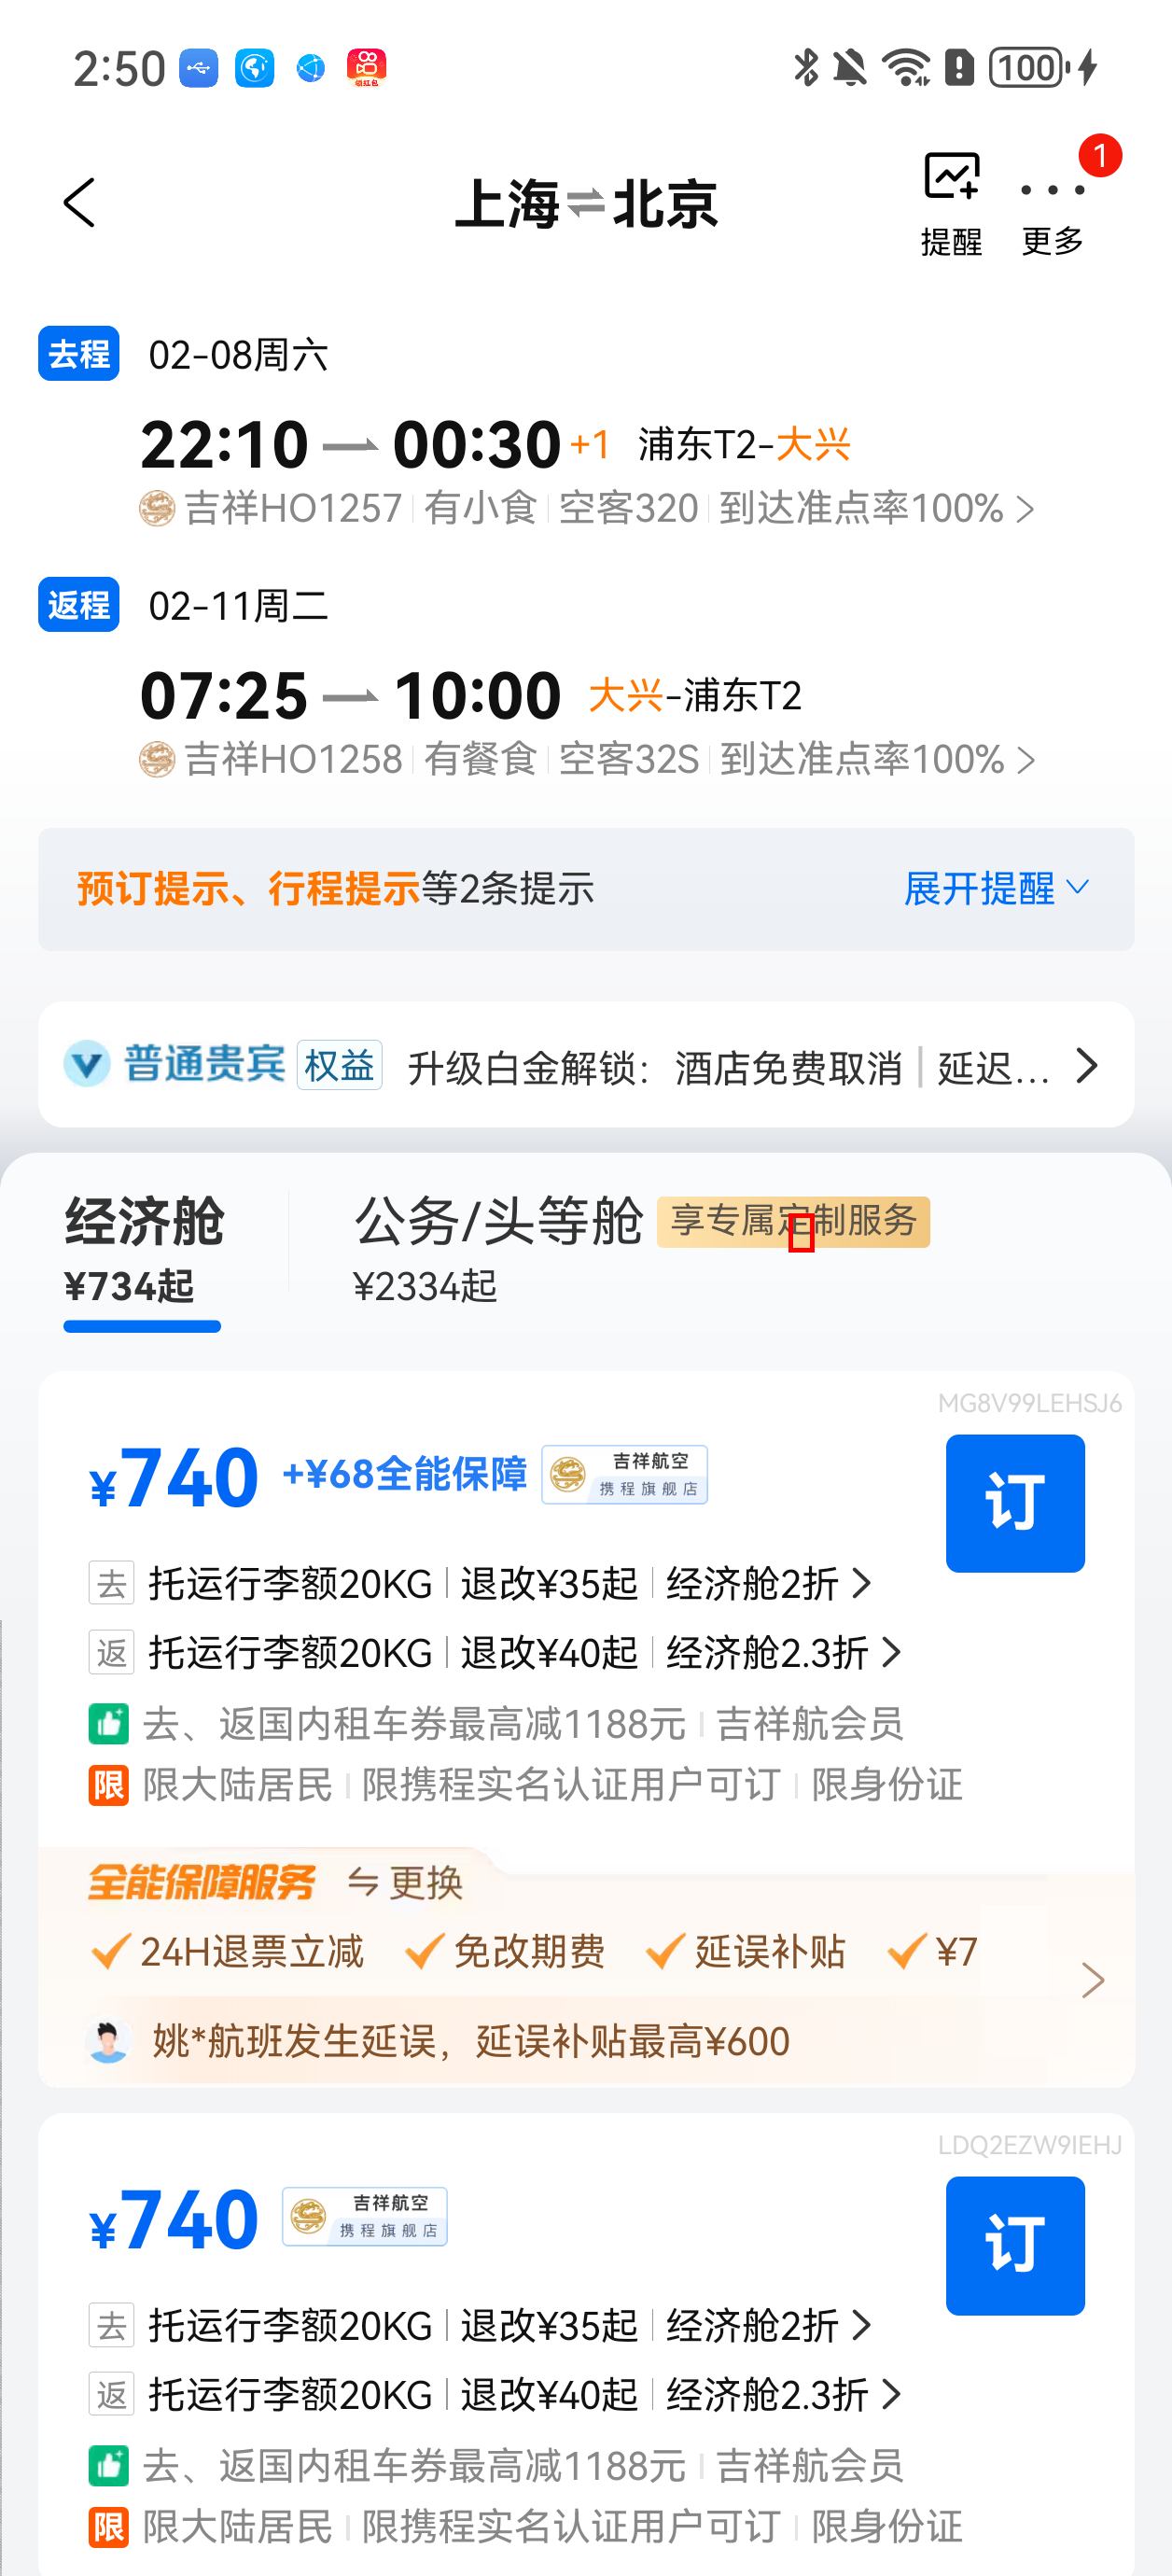 2:50 领红包 100
上海⇌北京
提醒 更多 1
去程 02-08周六
22:10 00:30 +1 浦东T2-大兴
吉祥HO1257 有小食 空客320 到达准点率100%
返程 02-11周二
07:25 10:00 大兴-浦东T2
吉祥HO1258 有餐食 空客32S 到达准点率100%
预订提示、行程提示等2条提示 展开提醒
普通贵宾 权益 升级白金解锁：酒店免费取消 | 延迟...
经济舱 公务/头等舱 享专属定制服务
¥734起 ¥2334起
MG8V99LEHSJ6
¥740 +¥68全能保障 吉祥航空 携程旗舰店 订
去 托运行李额20KG 退改¥35起 经济舱2折
返 托运行李额20KG 退改¥40起 经济舱2.3折
去、返国内租车券最高减1188元 吉祥航会员
限 限大陆居民 限携程实名认证用户可订 限身份证
全能保障服务 更换
24H退票立减 免改期费 延误补贴 ¥7
姚*航班发生延误，延误补贴最高¥600
LDQ2EZW9IEHJ
¥740 吉祥航空 携程旗舰店 订
去 托运行李额20KG 退改¥35起 经济舱2折
返 托运行李额20KG 退改¥40起 经济舱2.3折
去、返国内租车券最高减1188元 吉祥航会员
限 限大陆居民 限携程实名认证用户可订 限身份证